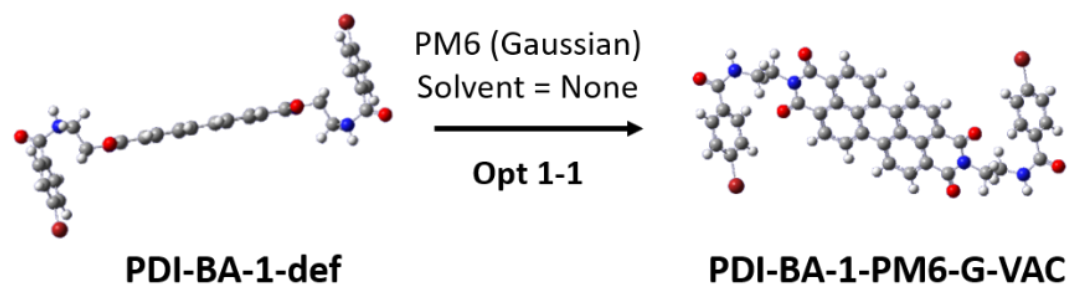 PM6 (Gaussian)
Solvent = None
Opt 1-1
PDI-BA-1-def
PDI-BA-1-PM6-G-VAC